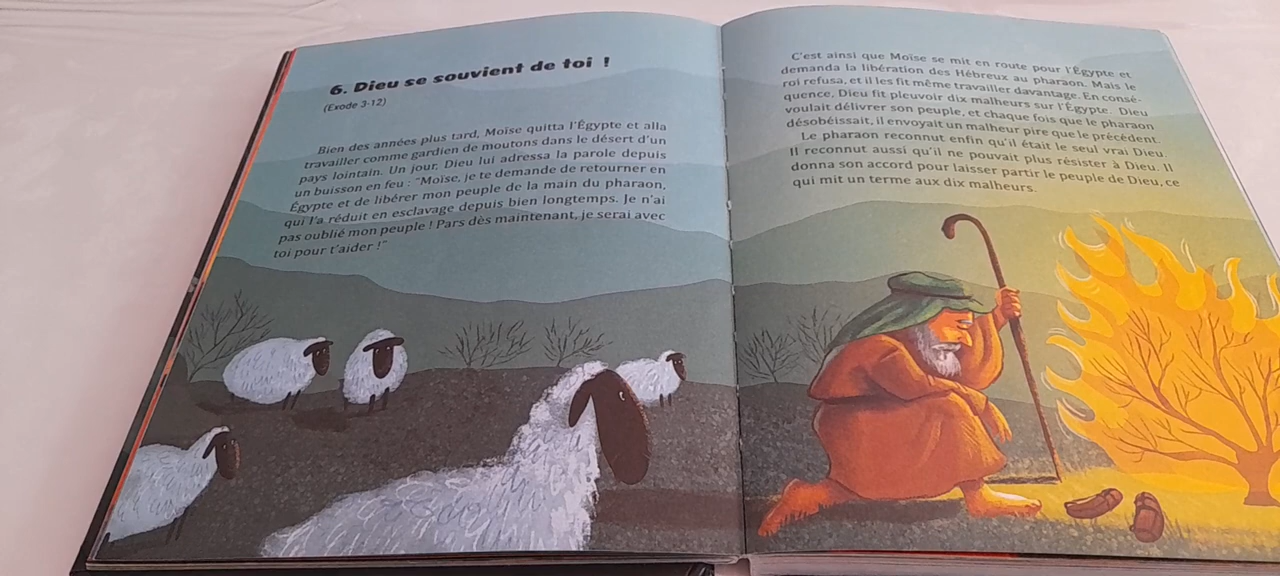 6. Dieu se souvient de toi !
(Exode 3-12)
Bien des années plus tard, Moïse quitta l'Égypte et alla
travailler comme gardien de moutons dans le désert d'un
pays lointain. Un jour, Dieu lui adressa la parole depuis
un buisson en feu : "Moïse, je te demande de retourner en
Égypte et de libérer mon peuple de la main du pharaon,
qui l'a réduit en esclavage depuis bien longtemps. Je n'ai
pas oublié mon peuple ! Pars dès maintenant, je serai avec
toi pour t'aider !"
C'est ainsi que Moïse se mit en route pour l'Égypte et
demanda la libération des Hébreux au pharaon. Mais le
roi refusa, et il les fit même travailler davantage. En consé-
quence, Dieu fit pleuvoir dix malheurs sur l'Égypte. Dieu
voulait délivrer son peuple, et chaque fois que le pharaon
désobéissait, il envoyait un malheur pire que le précédent.
Le pharaon reconnut enfin qu'il était le seul vrai Dieu.
Il reconnut aussi qu'il ne pouvait plus résister à Dieu. Il
donna son accord pour laisser partir le peuple de Dieu, ce
qui mit un terme aux dix malheurs.